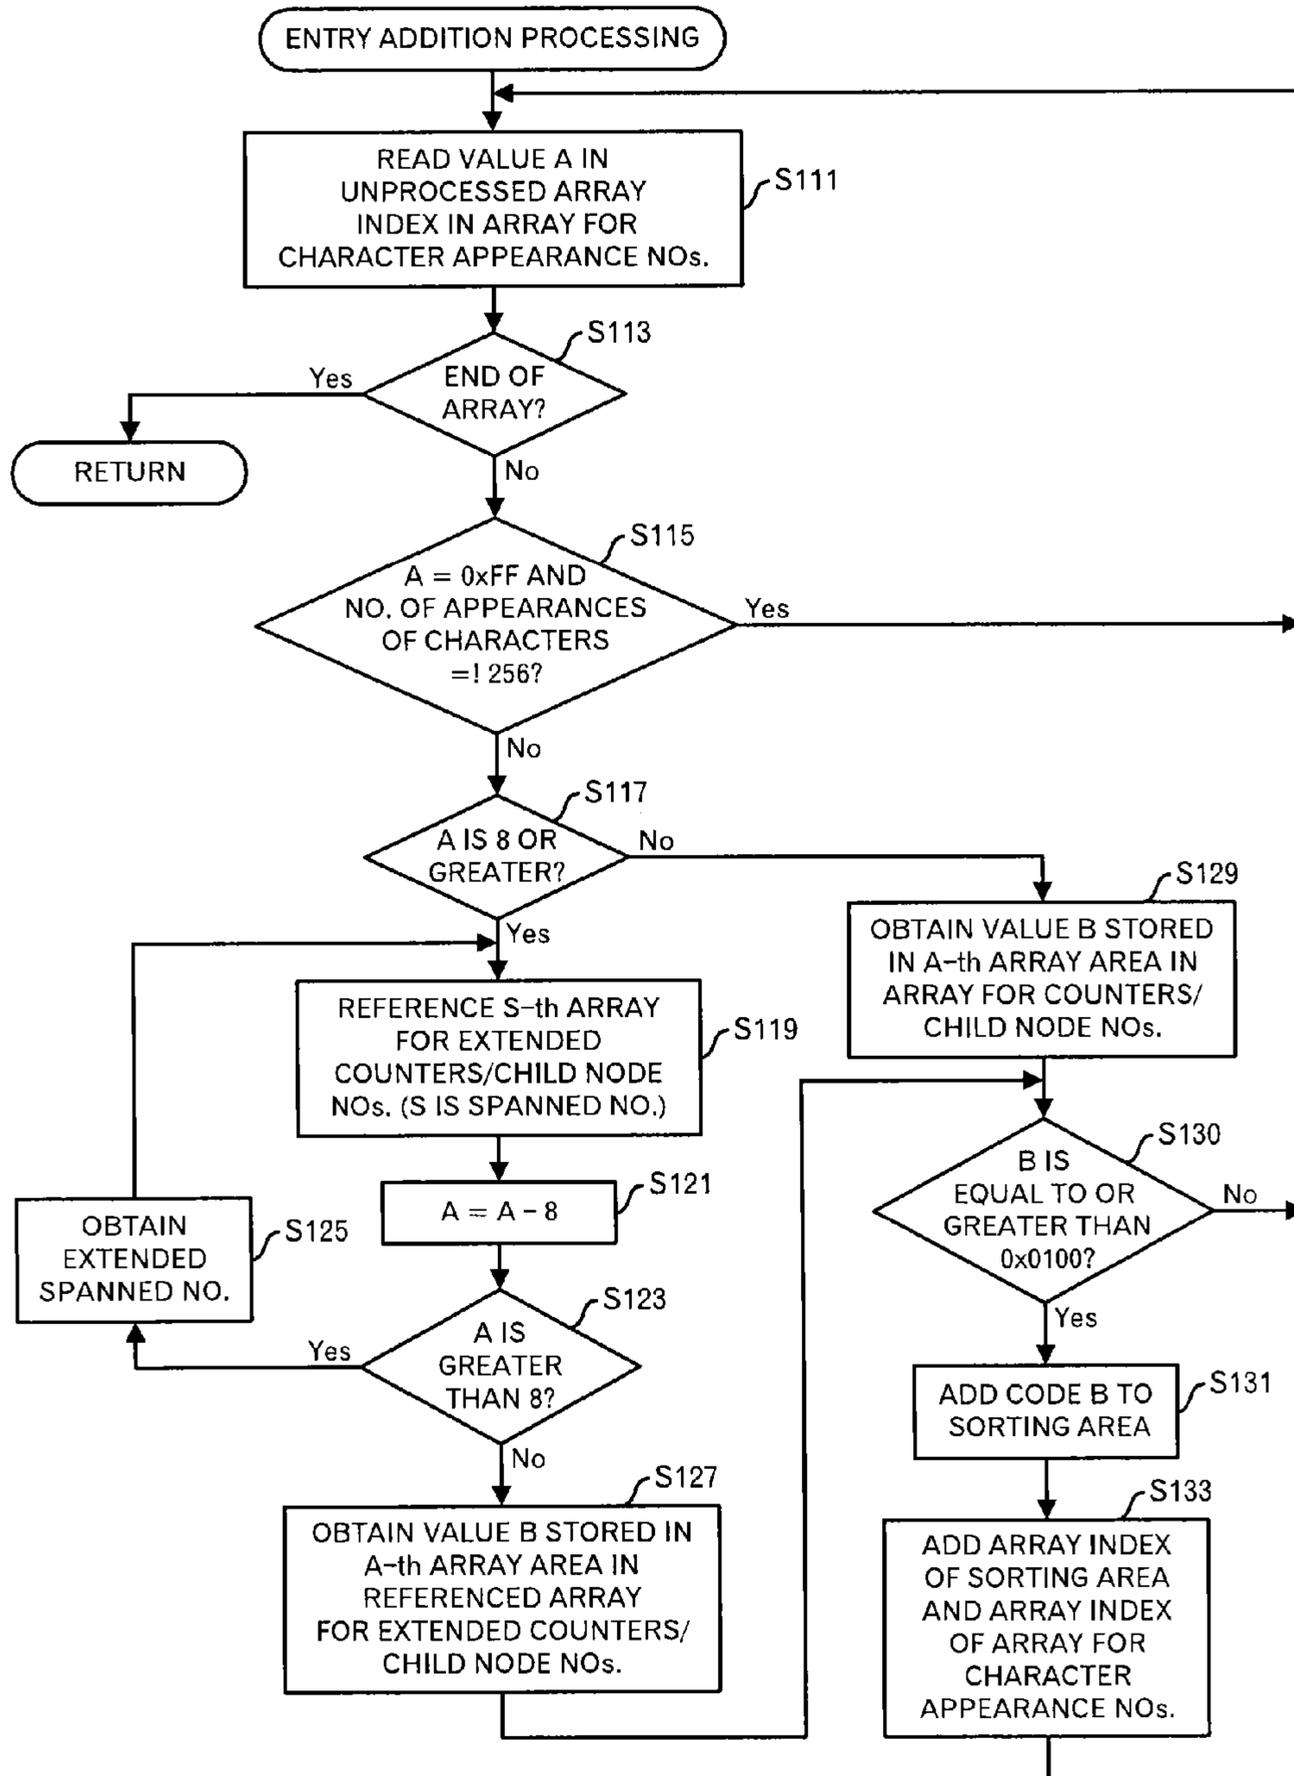 ENTRY ADDITION PROCESSING
READ VALUE A IN
UNPROCESSED ARRAY
INDEX IN ARRAY FOR
CHARACTER APPEARANCE NOs.
S111
S113
END OF
ARRAY?
Yes
RETURN
No
S115
A = 0xFF AND
NO. OF APPEARANCES
OF CHARACTERS
=! 256?
Yes
No
S117
A IS 8 OR
GREATER?
No
Yes
S129
OBTAIN VALUE B STORED
IN A-th ARRAY AREA IN
ARRAY FOR COUNTERS/
CHILD NODE NOs.
REFERENCE S-th ARRAY
FOR EXTENDED
COUNTERS/CHILD NODE
NOs. (S IS SPANNED NO.)
S119
S121
A = A - 8
S125
OBTAIN
EXTENDED
SPANNED NO.
S123
A IS
GREATER
THAN 8?
Yes
No
S127
OBTAIN VALUE B STORED IN
A-th ARRAY AREA IN
REFERENCED ARRAY
FOR EXTENDED COUNTERS/
CHILD NODE NOs.
S130
B IS
EQUAL TO OR
GREATER THAN
0x0100?
No
Yes
S131
ADD CODE B TO
SORTING AREA
S133
ADD ARRAY INDEX
OF SORTING AREA
AND ARRAY INDEX
OF ARRAY FOR
CHARACTER
APPEARANCE NOs.